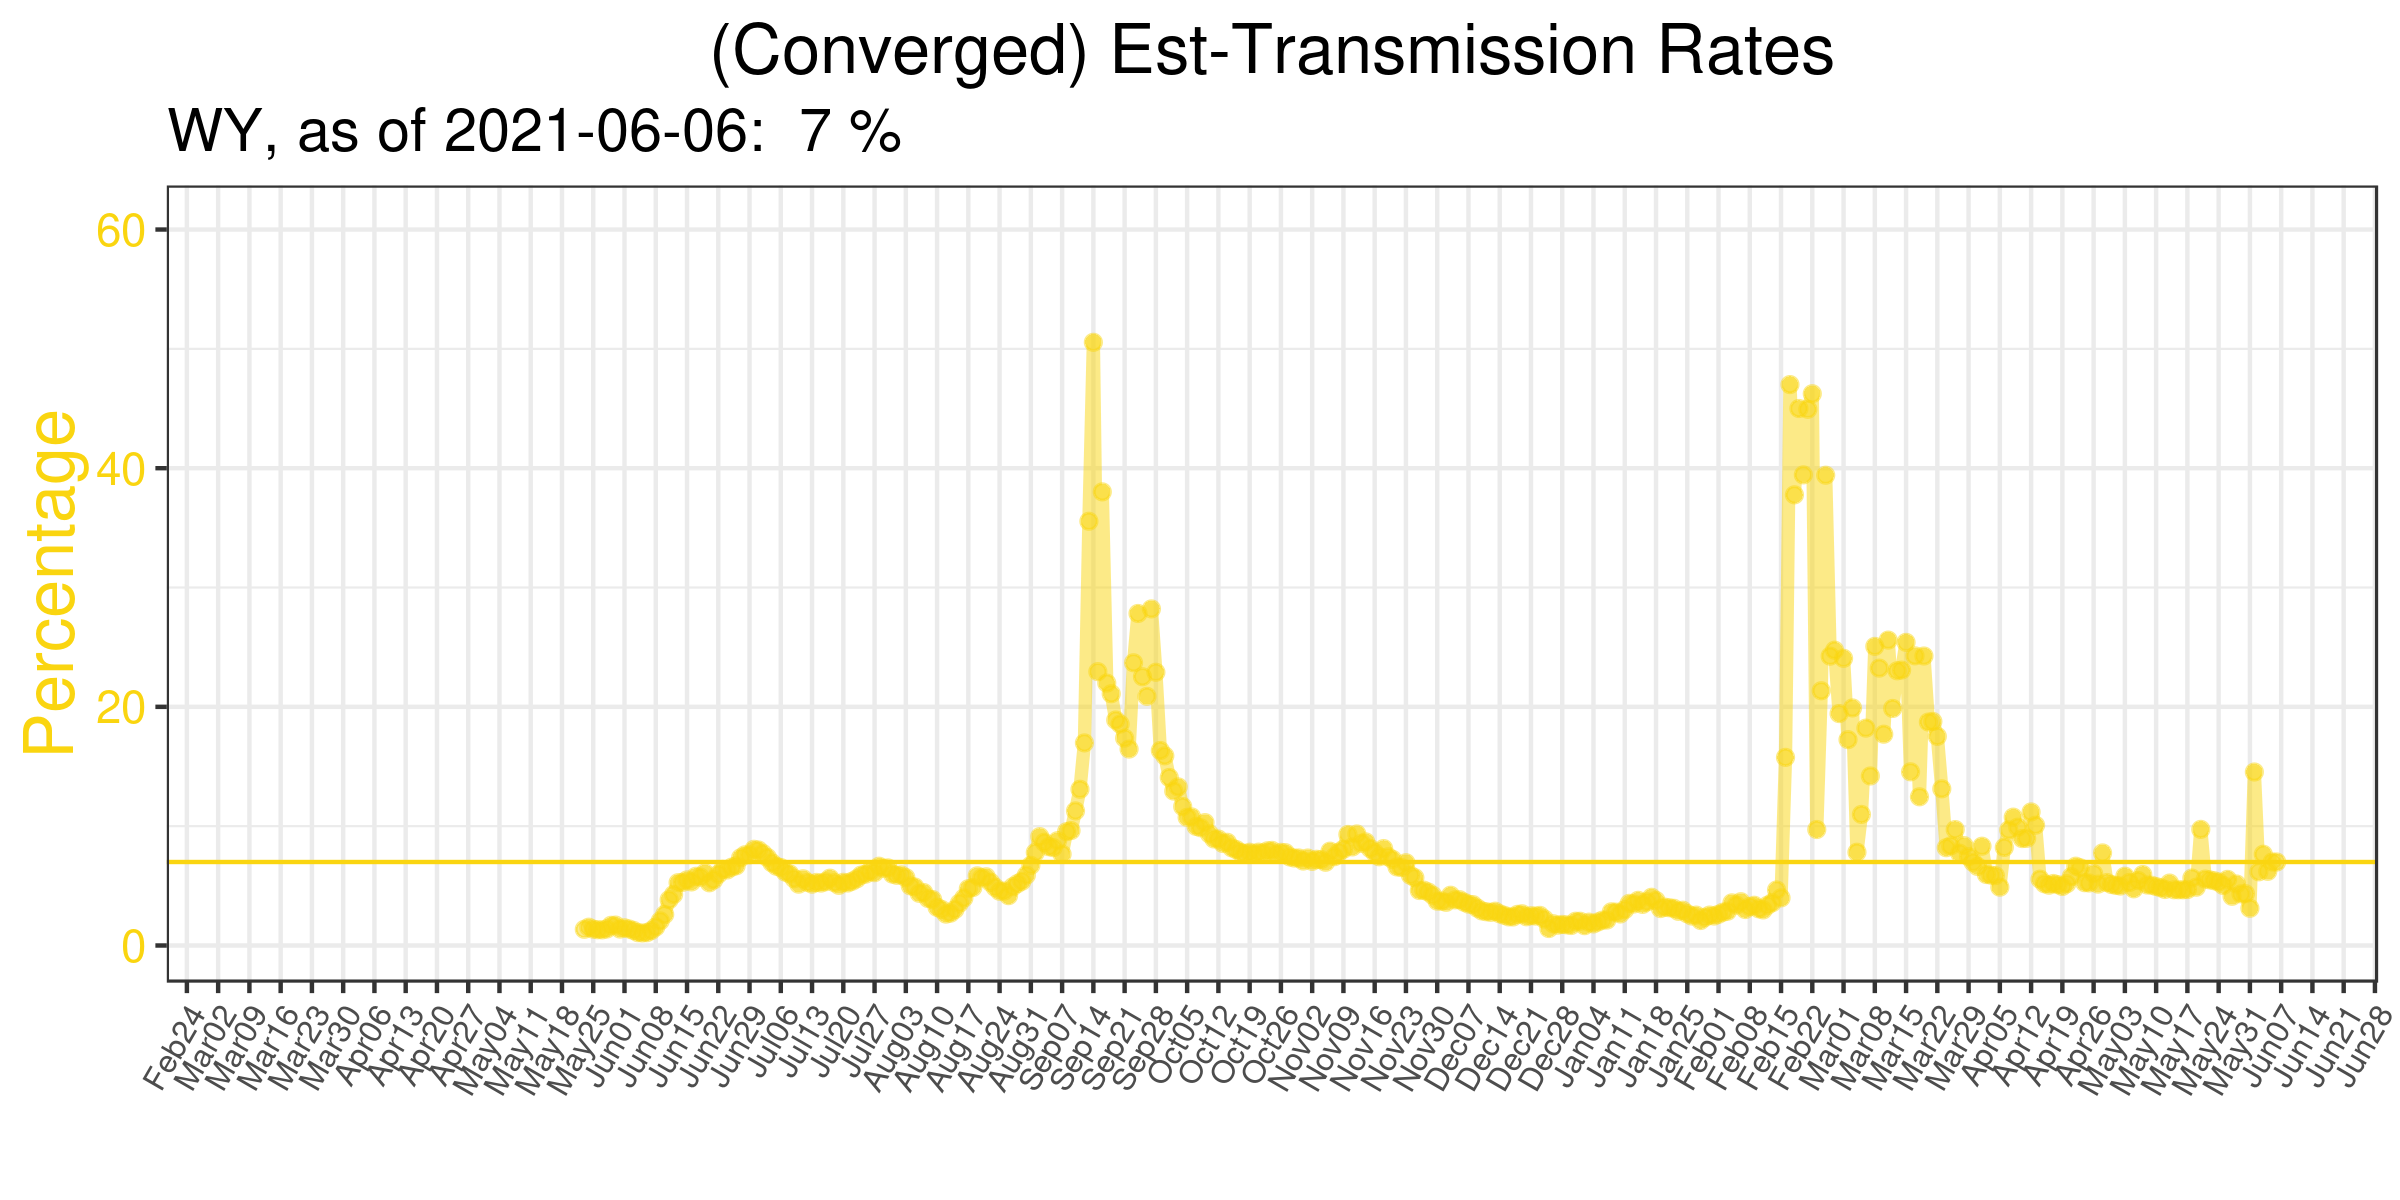 (Converged) Est-Transmission Rates
WY, as of 2021-06-06:  7 %
Percentage
60
40
20
0
Feb24
Mar02
Mar09
Mar16
Mar23
Mar30
Apr06
Apr13
Apr20
Apr27
May04
May11
May18
May25
Jun01
Jun08
Jun15
Jun22
Jun29
Jul06
Jul13
Jul20
Jul27
Aug03
Aug10
Aug17
Aug24
Aug31
Sep07
Sep14
Sep21
Sep28
Oct05
Oct12
Oct19
Oct26
Nov02
Nov09
Nov16
Nov23
Nov30
Dec07
Dec14
Dec21
Dec28
Jan04
Jan11
Jan18
Jan25
Feb01
Feb08
Feb15
Feb22
Mar01
Mar08
Mar15
Mar22
Mar29
Apr05
Apr12
Apr19
Apr26
May03
May10
May17
May24
May31
Jun07
Jun14
Jun21
Jun28